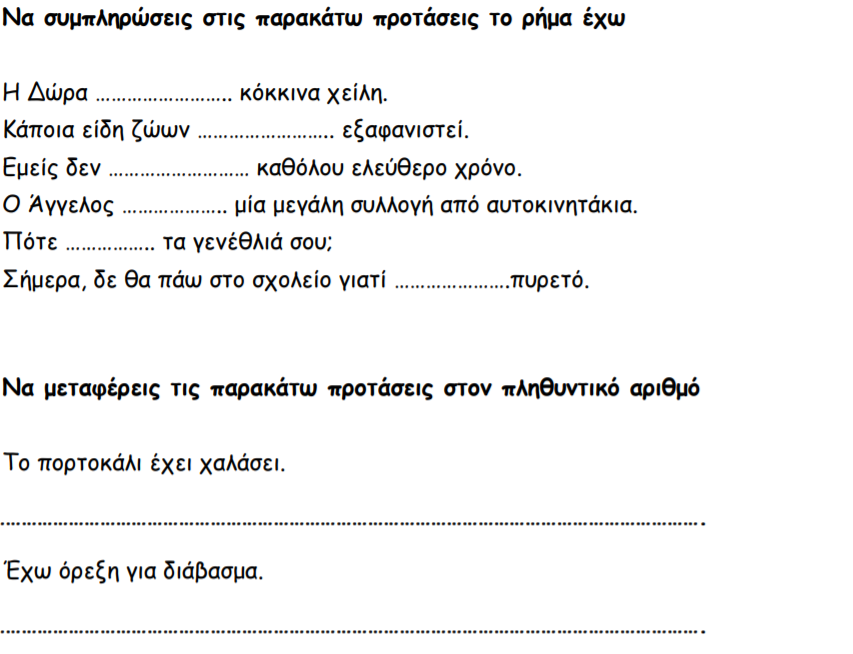 Να συμπληρώσεις στις παρακάτω προτάσεις το ρήμα έχω
Η Δώρα …………………….. κόκκινα χείλη.
Κάποια είδη ζώων …………………….. εξαφανιστεί.
Εμείς δεν ……………………… καθόλου ελεύθερο χρόνο.
Ο Άγγελος ……………….. μία μεγάλη συλλογή από αυτοκινητάκια.
Πότε …………….. τα γενέθλιά σου;
Σήμερα, δε θα πάω στο σχολείο γιατί ………………….πυρετό.
Να μεταφέρεις τις παρακάτω προτάσεις στον πληθυντικό αριθμό
Το πορτοκάλι έχει χαλάσει.
…………………………………………………………………………………………………………………….
Έχω όρεξη για διάβασμα.
…………………………………………………………………………………………………………………….